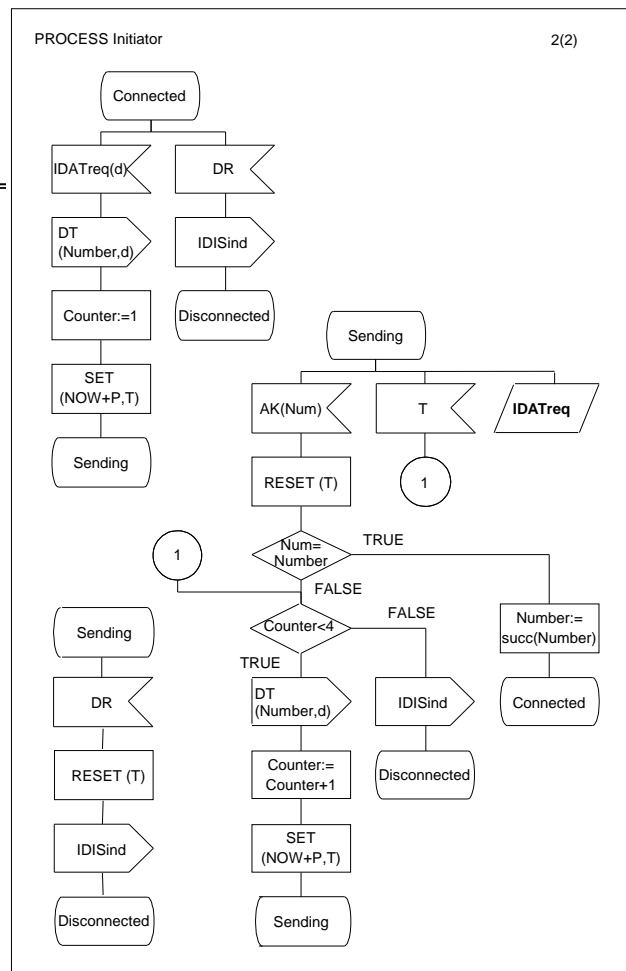 PROCESS Initiator
2(2)
Connected
IDATreq(d)
DR
DT
(Number,d)
IDISind
Counter:=1
Disconnected
SET
(NOW+P,T)
Sending
Sending
AK(Num)
T
IDATreq
RESET (T)
1
1
Num=
Number
TRUE
FALSE
Counter<4
FALSE
TRUE
Number:=
succ(Number)
DT
(Number,d)
IDISind
Connected
Counter:=
Counter+1
Disconnected
SET
(NOW+P,T)
Sending
Sending
DR
RESET (T)
IDISind
Disconnected